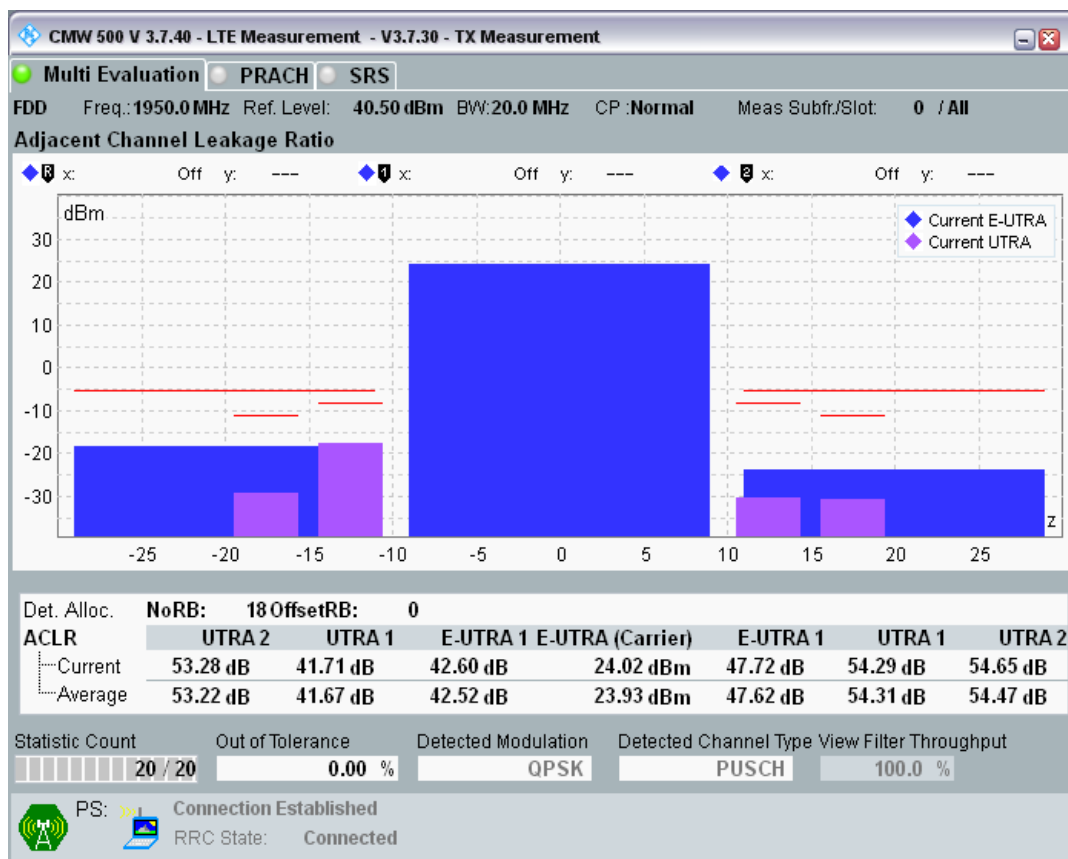 CMW 500 V 3.7.40 - LTE Measurement - V3.7.30 - TX Measurement
Multi Evaluation PRACH SRS
FDD Freq.: 1950.0 MHz Ref. Level: 40.50 dBm BW: 20.0 MHz CP : Normal Meas Subfr./Slot: 0 / All
Adjacent Channel Leakage Ratio
R x: Off y: --- 1 x: Off y: --- 2 x: Off y: ---
dBm
Current E-UTRA
Current UTRA
30
20
10
0
-10
-20
-30
z
-25 -20 -15 -10 -5 0 5 10 15 20 25
Det. Alloc. NoRB: 18 OffsetRB: 0
ACLR UTRA 2 UTRA 1 E-UTRA 1 E-UTRA (Carrier) E-UTRA 1 UTRA 1 UTRA 2
Current 53.28 dB 41.71 dB 42.60 dB 24.02 dBm 47.72 dB 54.29 dB 54.65 dB
Average 53.22 dB 41.67 dB 42.52 dB 23.93 dBm 47.62 dB 54.31 dB 54.47 dB
Statistic Count Out of Tolerance Detected Modulation Detected Channel Type View Filter Throughput
20 / 20 0.00 % QPSK PUSCH 100.0 %
PS: Connection Established
RRC State: Connected